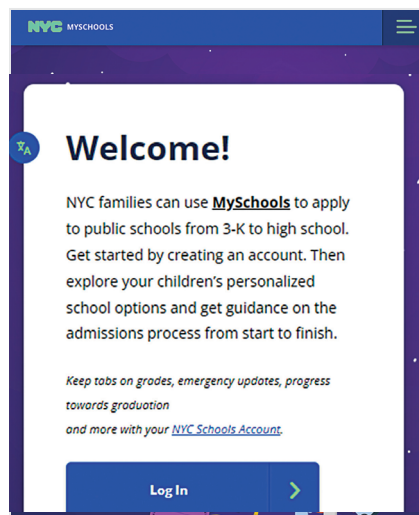 NYC MYSCHOOLS
Welcome!
NYC families can use MySchools to apply
to public schools from 3-K to high school.
Get started by creating an account. Then
explore your children’s personalized
school options and get guidance on the
admissions process from start to finish.
Keep tabs on grades, emergency updates, progress
towards graduation
and more with your NYC Schools Account.
Log In